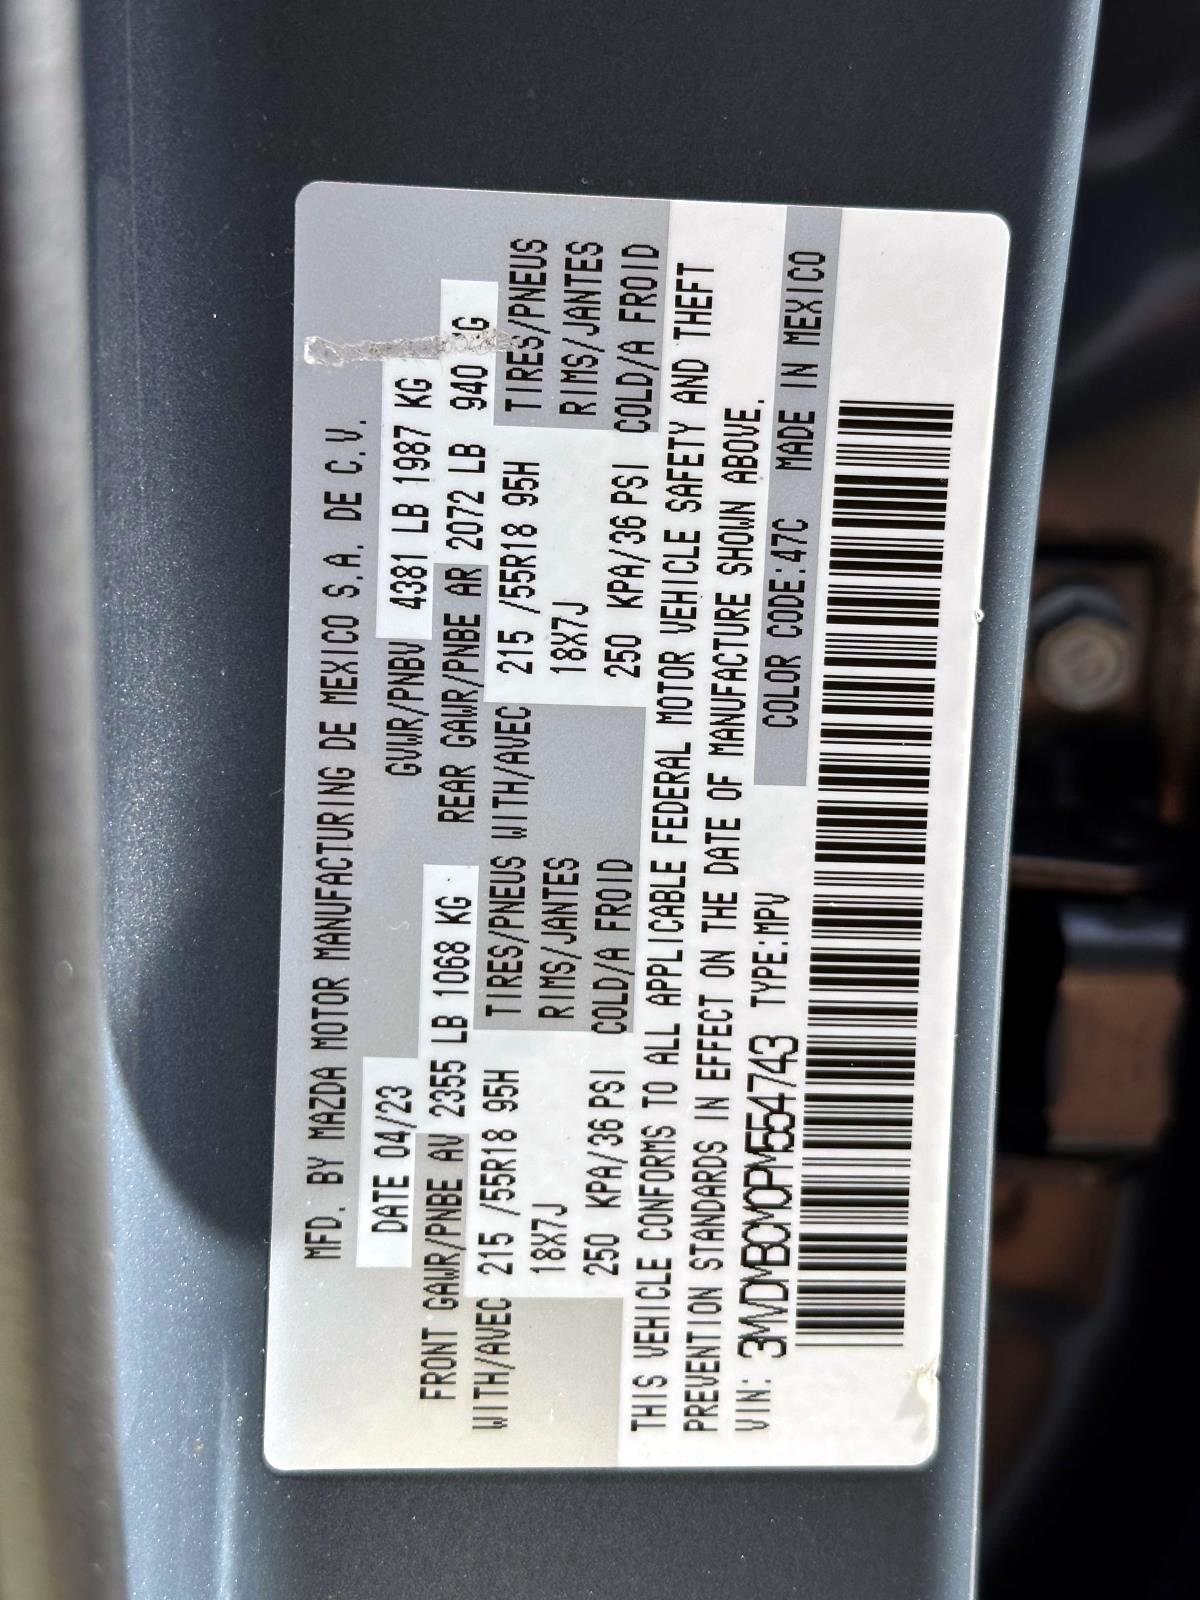 MFD. BY MAZDA MOTOR MANUFACTURING DE MEXICO S.A. DE C.V.
DATE 04/23 GVWR/PNBV 4381 LB 1987 KG
FRONT GAWR/PNBE AV 2355 LB 1068 KG REAR GAWR/PNBE AR 2072 LB 940 KG
WITH/AVEC 215 /55R18 95H TIRES/PNEUS WITH/AVEC 215 /55R18 95H TIRES/PNEUS
18X7J RIMS/JANTES 18X7J RIMS/JANTES
250 KPA/36 PSI COLD/A FROID 250 KPA/36 PSI COLD/A FROID
THIS VEHICLE CONFORMS TO ALL APPLICABLE FEDERAL MOTOR VEHICLE SAFETY AND THEFT
PREVENTION STANDARDS IN EFFECT ON THE DATE OF MANUFACTURE SHOWN ABOVE.
VIN: 3MVDMBCM0PM554743 TYPE:MPV COLOR CODE:47C MADE IN MEXICO